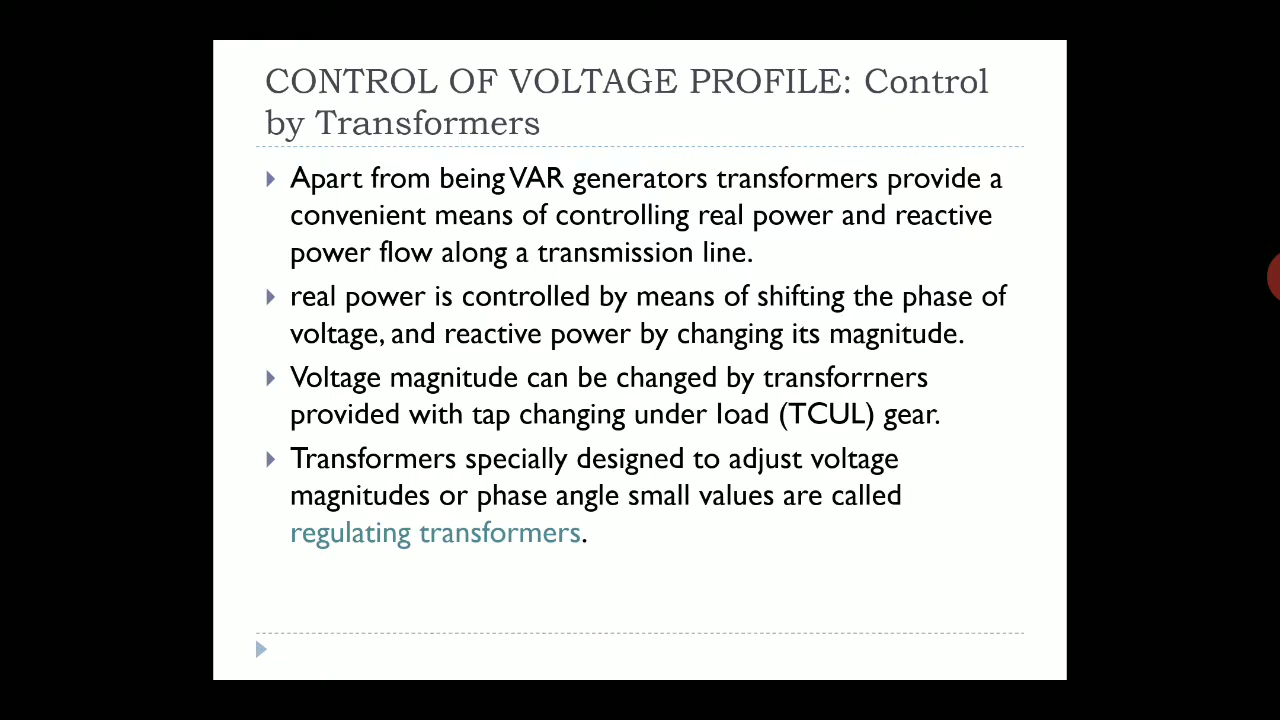 CONTROL OF VOLTAGE PROFILE: Control
by Transformers
Apart from being VAR generators transformers provide a
convenient means of controlling real power and reactive
power flow along a transmission line.
real power is controlled by means of shifting the phase of
voltage, and reactive power by changing its magnitude.
Voltage magnitude can be changed by transforrners
provided with tap changing under load (TCUL) gear.
Transformers specially designed to adjust voltage
magnitudes or phase angle small values are called
regulating transformers.